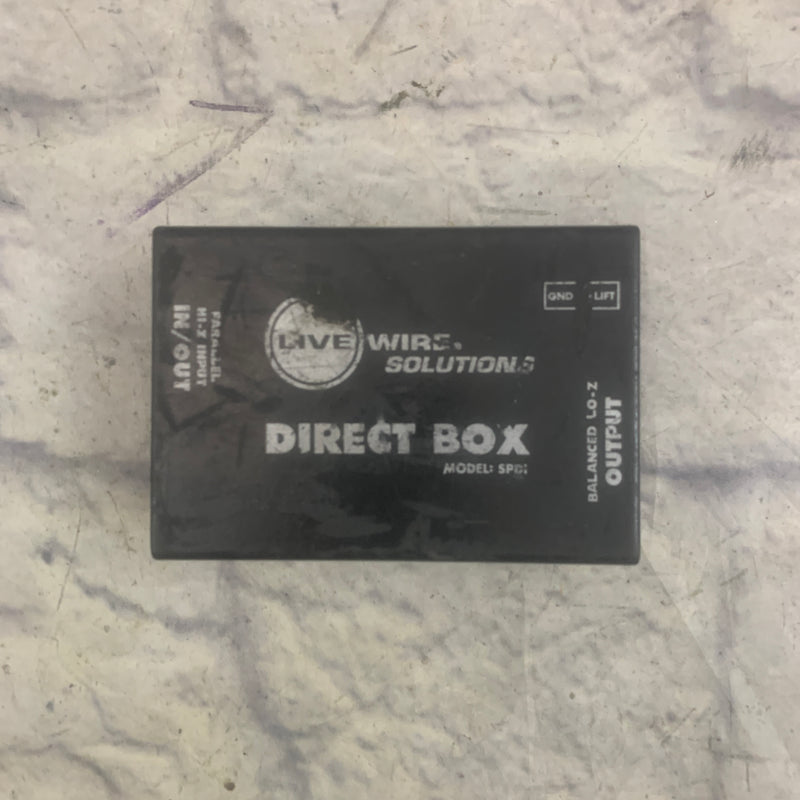 PARALLEL
HI-Z INPUT
IN/OUT
LIVE WIRE.
SOLUTIONS
DIRECT BOX
MODEL: SPDI
GND - LIFT
BALANCED LO-Z
OUTPUT